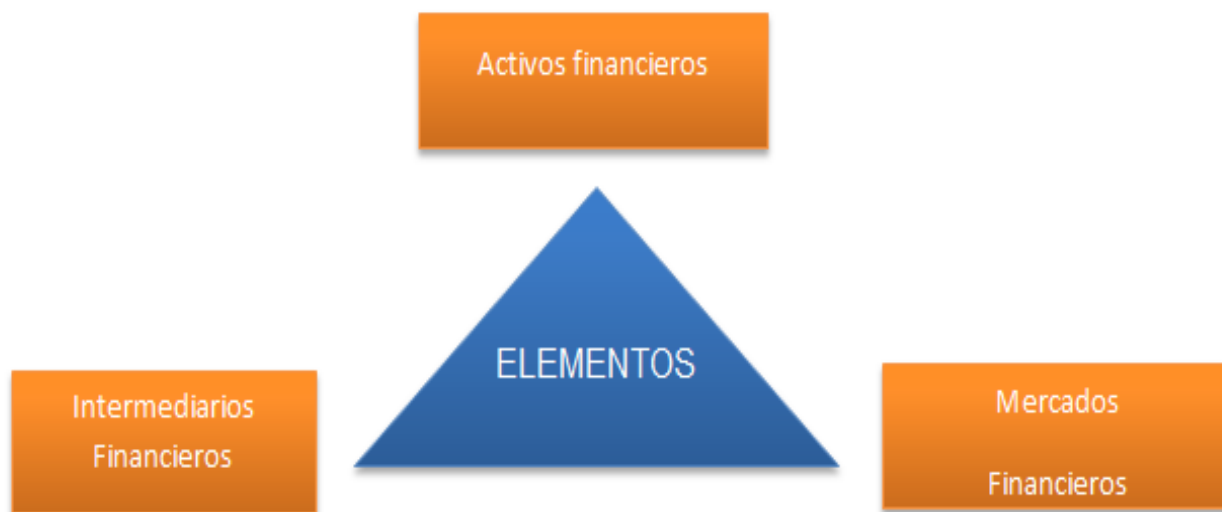 Activos financieros
ELEMENTOS
Intermediarios
Financieros
Mercados
Financieros